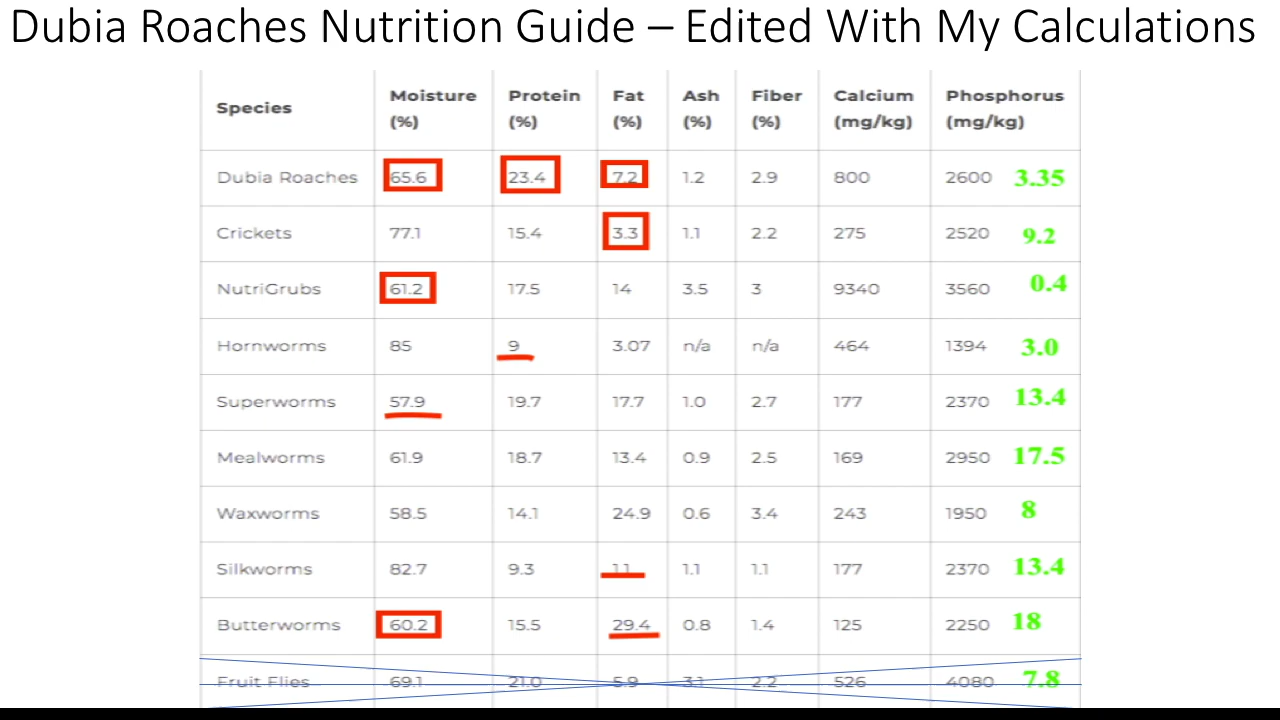 Dubia Roaches Nutrition Guide – Edited With My Calculations
Species Moisture (%) Protein (%) Fat (%) Ash (%) Fiber (%) Calcium (mg/kg) Phosphorus (mg/kg)
Dubia Roaches 65.6 23.4 7.2 1.2 2.9 800 2600 3.35
Crickets 77.1 15.4 3.3 1.1 2.2 275 2520 9.2
NutriGrubs 61.2 17.5 14 3.5 3 9340 3560 0.4
Hornworms 85 9 3.07 n/a n/a 464 1394 3.0
Superworms 57.9 19.7 17.7 1.0 2.7 177 2370 13.4
Mealworms 61.9 18.7 13.4 0.9 2.5 169 2950 17.5
Waxworms 58.5 14.1 24.9 0.6 3.4 243 1950 8
Silkworms 82.7 9.3 1.1 1.1 1.1 177 2370 13.4
Butterworms 60.2 15.5 29.4 0.8 1.4 125 2250 18
Fruit Flies 69.1 21.0 5.9 3.1 2.2 526 4080 7.8